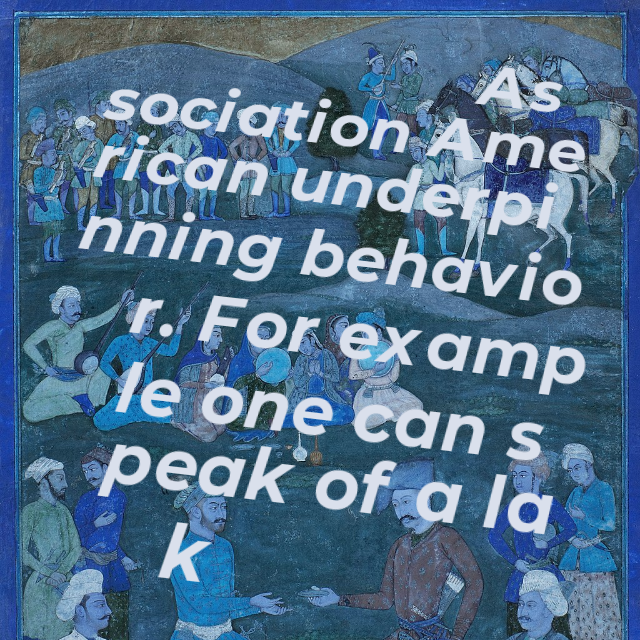 As
sociation Ame
rican underpi
nning behavio
r. For examp
le one can s
peak of a la
k